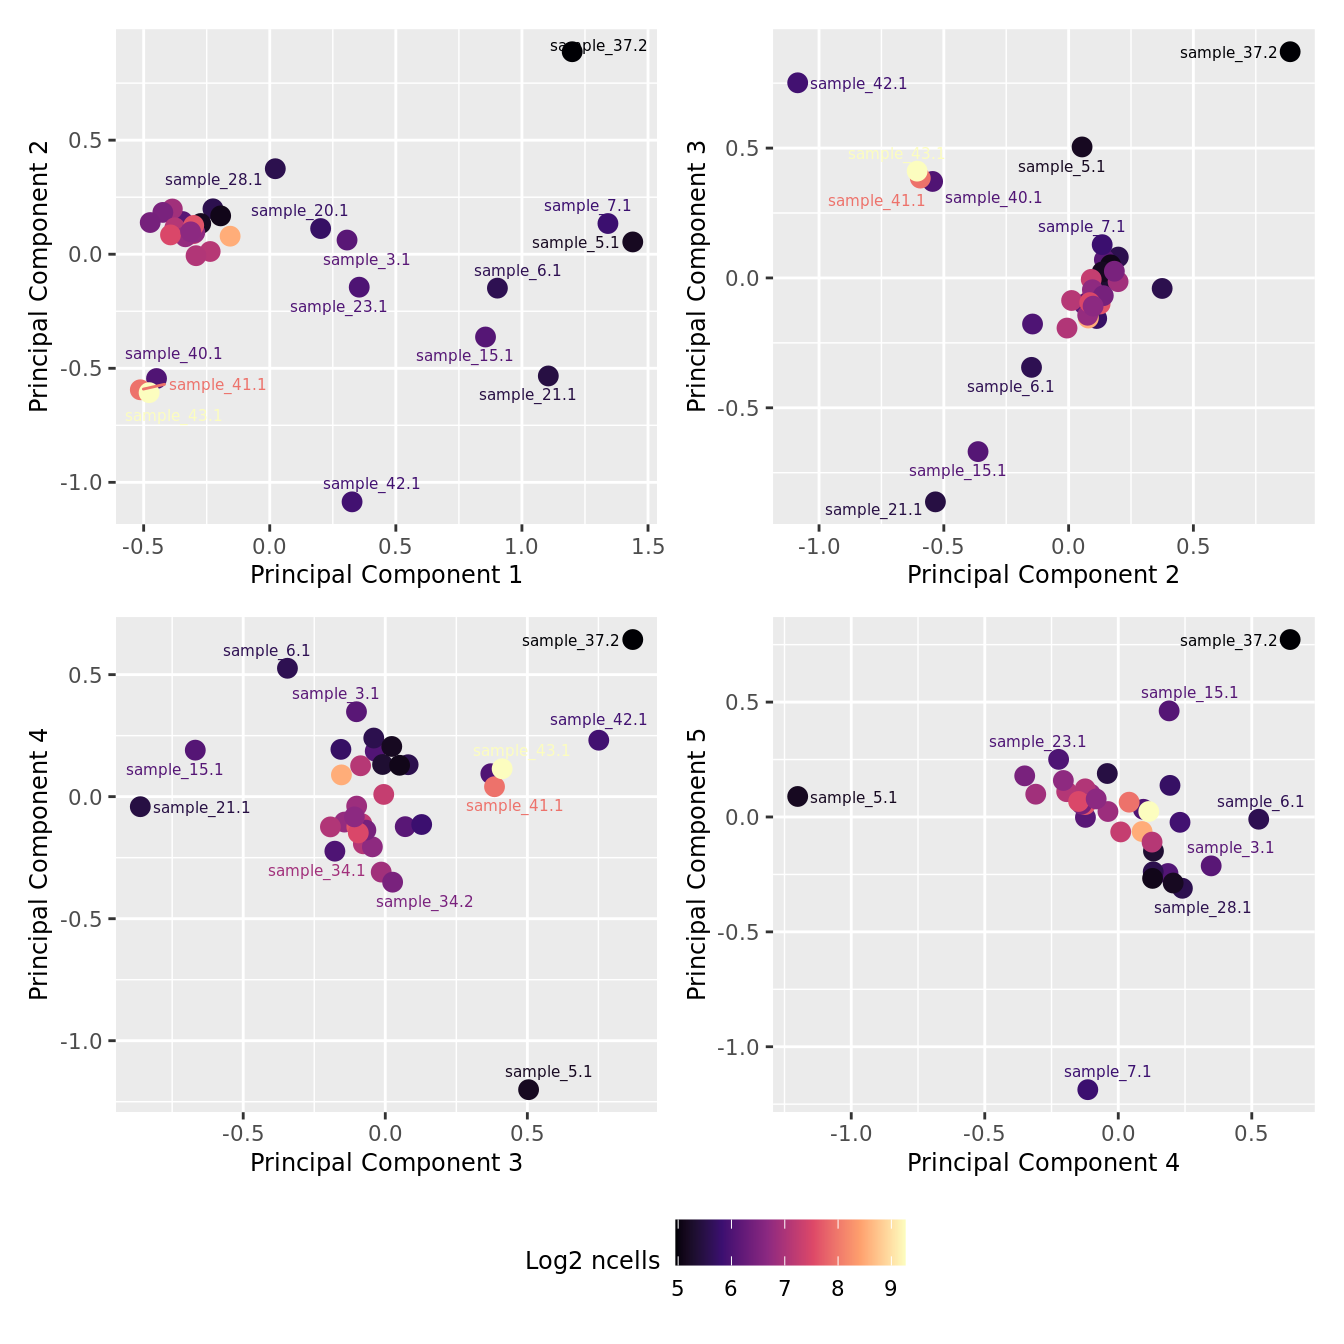 sample_37.2
sample_28.1
sample_20.1
sample_7.1
sample_5.1
sample_3.1
sample_6.1
sample_23.1
sample_15.1
sample_40.1
sample_41.1
sample_21.1
sample_43.1
sample_42.1
0.5
0.0
-0.5
-1.0
-0.5
0.0
0.5
1.0
1.5
Principal Component 1
Principal Component 2
sample_37.2
sample_42.1
sample_43.1
sample_5.1
sample_41.1
sample_40.1
sample_7.1
sample_6.1
sample_15.1
sample_21.1
0.5
0.0
-0.5
-1.0
-0.5
0.0
0.5
Principal Component 2
Principal Component 3
sample_6.1
sample_37.2
sample_3.1
sample_42.1
sample_43.1
sample_15.1
sample_21.1
sample_41.1
sample_34.1
sample_34.2
sample_5.1
0.5
0.0
-0.5
-1.0
-0.5
0.0
0.5
Principal Component 3
Principal Component 4
sample_37.2
sample_15.1
sample_23.1
sample_5.1
sample_6.1
sample_3.1
sample_28.1
sample_7.1
0.5
0.0
-0.5
-1.0
-1.0
-0.5
0.0
0.5
Principal Component 4
Principal Component 5
Log2 ncells
5
6
7
8
9